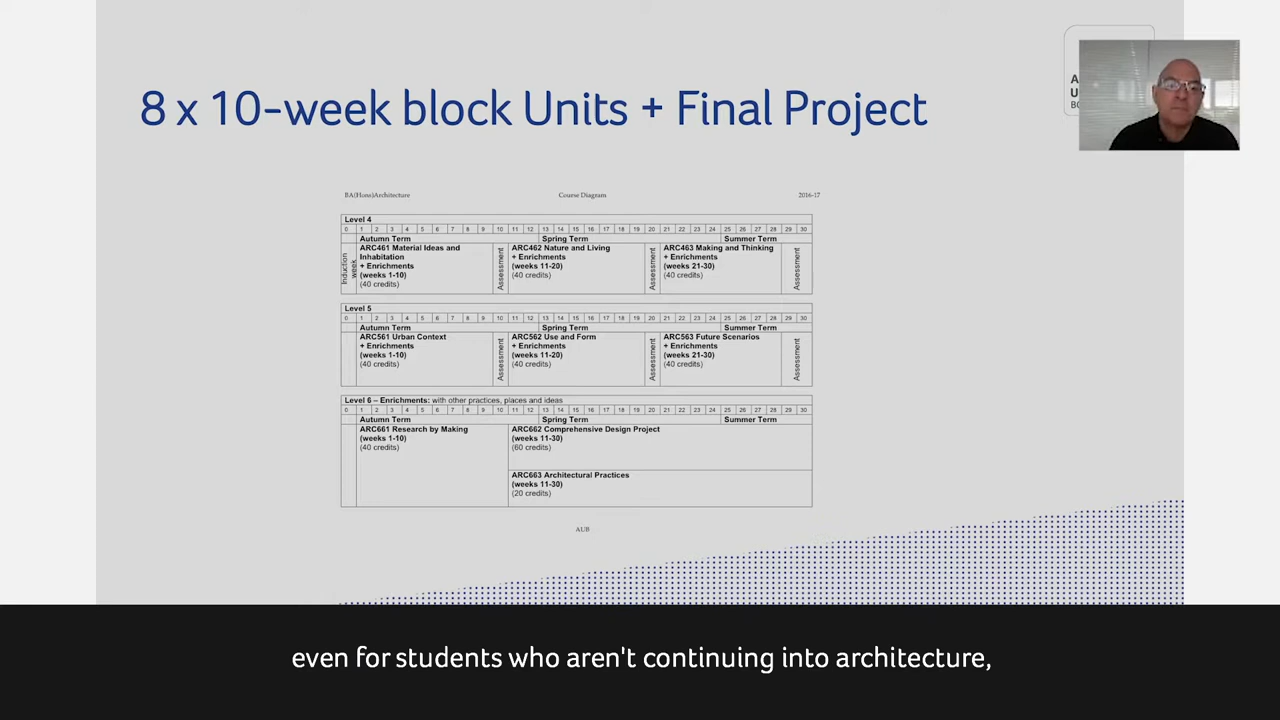 8 x 10-week block Units + Final Project
A
U
BO
BA(Hons)Architecture Course Diagram 2016-17
Level 4
0 1 2 3 4 5 6 7 8 9 10 11 12 13 14 15 16 17 18 19 20 21 22 23 24 25 26 27 28 29 30
Autumn Term Spring Term Summer Term
Induction week
ARC461 Material Ideas and
Inhabitation
+ Enrichments
(weeks 1-10)
(40 credits)
Assessment
ARC462 Nature and Living
+ Enrichments
(weeks 11-20)
(40 credits)
Assessment
ARC463 Making and Thinking
+ Enrichments
(weeks 21-30)
(40 credits)
Assessment
Level 5
0 1 2 3 4 5 6 7 8 9 10 11 12 13 14 15 16 17 18 19 20 21 22 23 24 25 26 27 28 29 30
Autumn Term Spring Term Summer Term
ARC561 Urban Context
+ Enrichments
(weeks 1-10)
(40 credits)
Assessment
ARC562 Use and Form
+ Enrichments
(weeks 11-20)
(40 credits)
Assessment
ARC563 Future Scenarios
+ Enrichments
(weeks 21-30)
(40 credits)
Assessment
Level 6 – Enrichments: with other practices, places and ideas
0 1 2 3 4 5 6 7 8 9 10 11 12 13 14 15 16 17 18 19 20 21 22 23 24 25 26 27 28 29 30
Autumn Term Spring Term Summer Term
ARC661 Research by Making
(weeks 1-10)
(40 credits)
ARC662 Comprehensive Design Project
(weeks 11-30)
(60 credits)
ARC663 Architectural Practices
(weeks 11-30)
(20 credits)
AUB
even for students who aren't continuing into architecture,